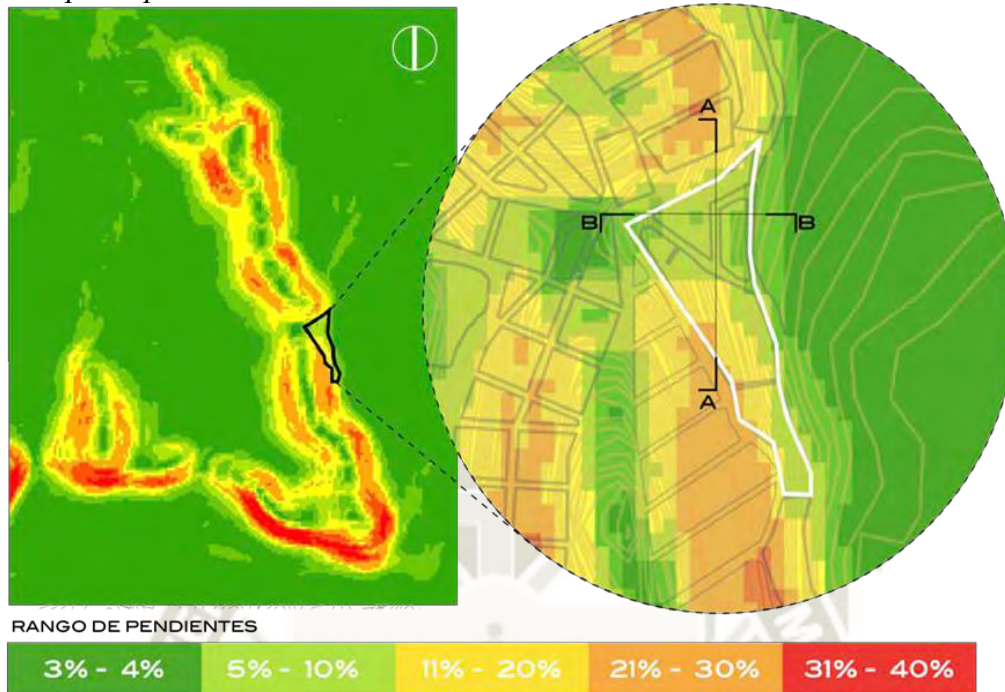 A
B
B
A
RANGO DE PENDIENTES
3% - 4%
5% - 10%
11% - 20%
21% - 30%
31% - 40%